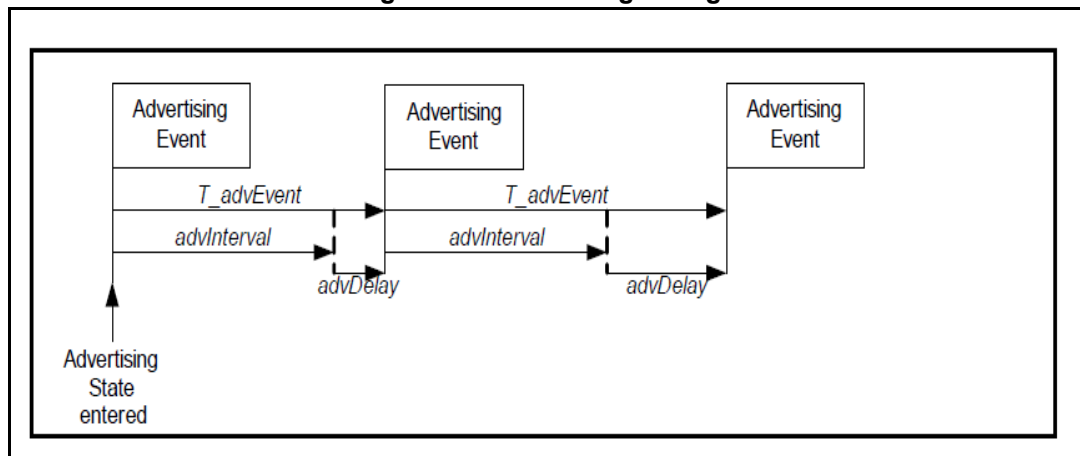 Advertising
Event
Advertising
Event
Advertising
Event
T_advEvent
T_advEvent
advInterval
advInterval
advDelay
advDelay
Advertising
State
entered